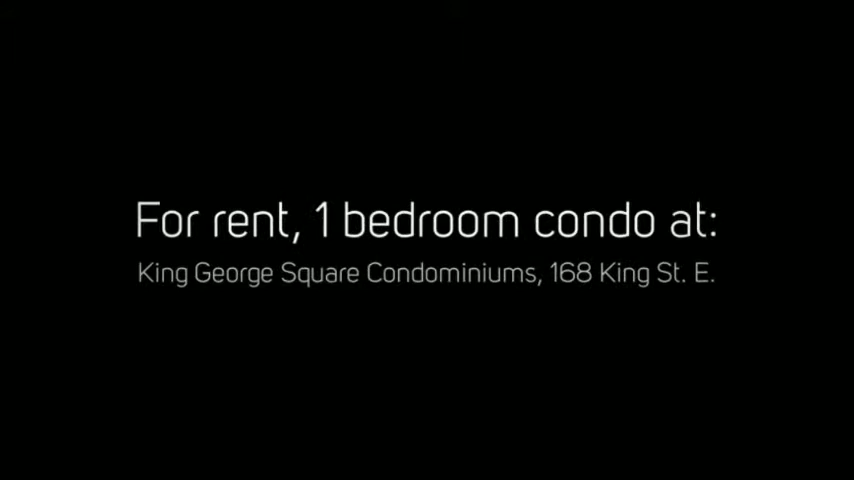 For rent, 1 bedroom condo at:
King George Square Condominiums, 168 King St. E.